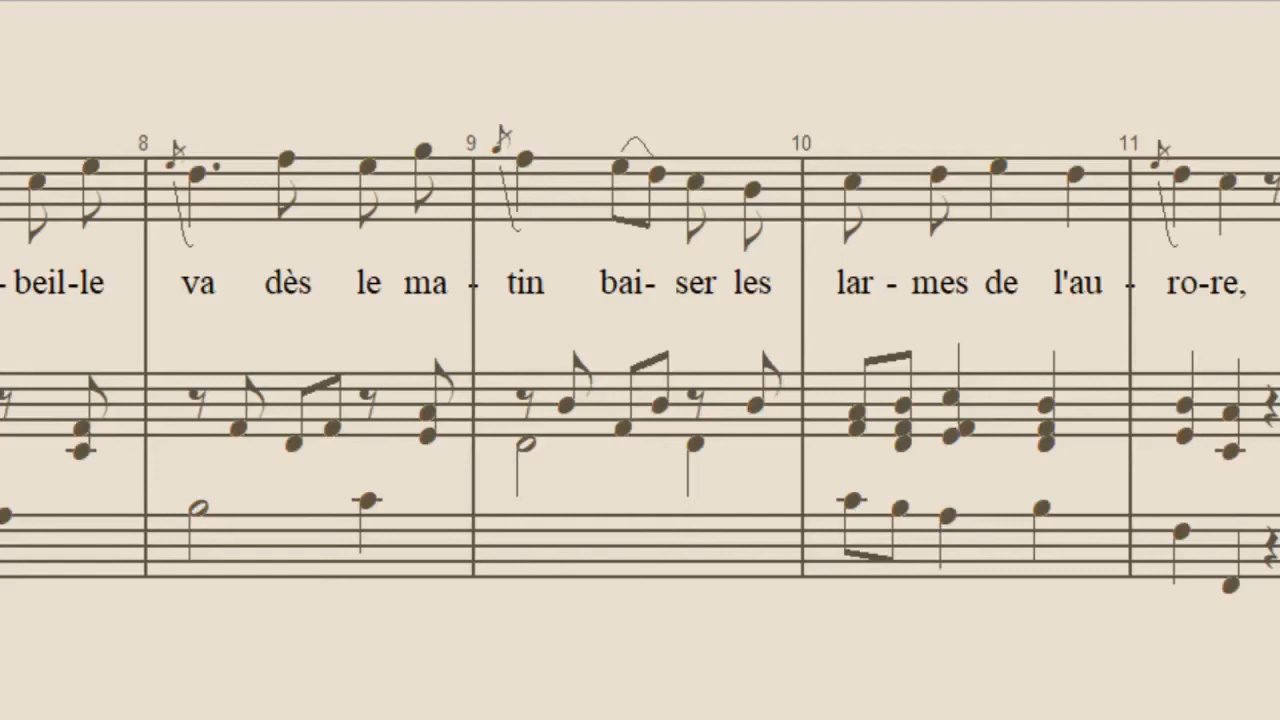 8 9 10 11
- beil-le va dès le ma - tin bai- ser les lar - mes de l'au - ro-re,